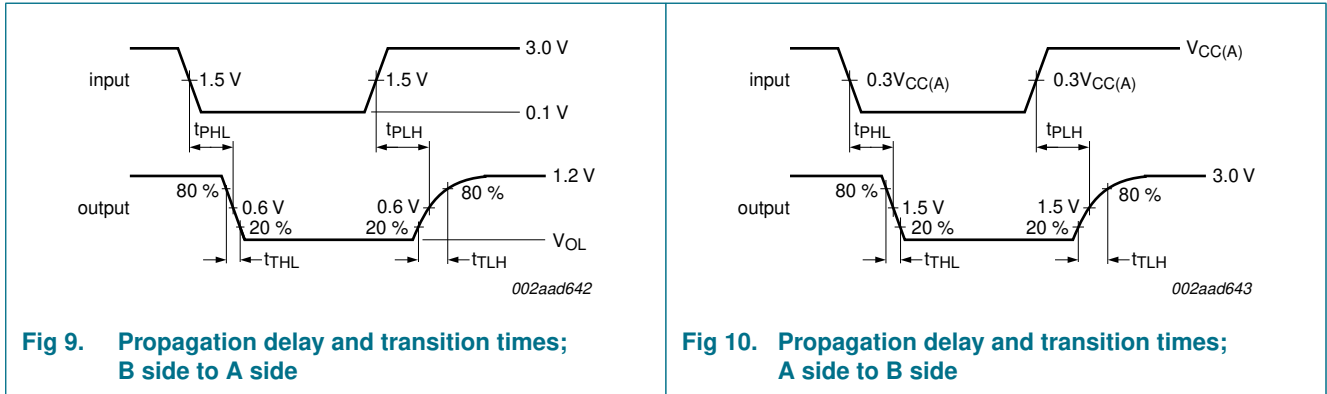 3.0 V
input
1.5 V
1.5 V
0.1 V
tPHL
tPLH
1.2 V
80 %
80 %
output
0.6 V
0.6 V
20 %
20 %
VOL
tTHL
tTLH
002aad642
Fig 9. Propagation delay and transition times;
B side to A side
VCC(A)
input
0.3VCC(A)
0.3VCC(A)
tPHL
tPLH
3.0 V
80 %
80 %
output
1.5 V
1.5 V
20 %
20 %
tTHL
tTLH
002aad643
Fig 10. Propagation delay and transition times;
A side to B side